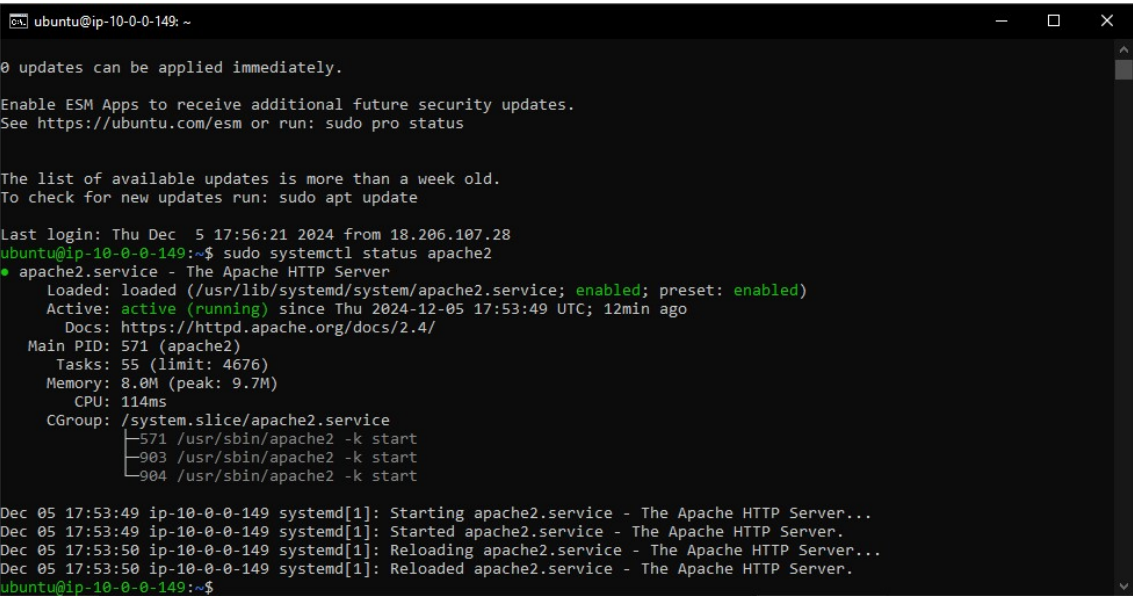 ubuntu@ip-10-0-0-149: ~
0 updates can be applied immediately.
Enable ESM Apps to receive additional future security updates.
See https://ubuntu.com/esm or run: sudo pro status
The list of available updates is more than a week old.
To check for new updates run: sudo apt update
Last login: Thu Dec  5 17:56:21 2024 from 18.206.107.28
ubuntu@ip-10-0-0-149:~$ sudo systemctl status apache2
● apache2.service - The Apache HTTP Server
     Loaded: loaded (/usr/lib/systemd/system/apache2.service; enabled; preset: enabled)
     Active: active (running) since Thu 2024-12-05 17:53:49 UTC; 12min ago
       Docs: https://httpd.apache.org/docs/2.4/
   Main PID: 571 (apache2)
      Tasks: 55 (limit: 4676)
     Memory: 8.0M (peak: 9.7M)
        CPU: 114ms
     CGroup: /system.slice/apache2.service
             ├─571 /usr/sbin/apache2 -k start
             ├─903 /usr/sbin/apache2 -k start
             └─904 /usr/sbin/apache2 -k start
Dec 05 17:53:49 ip-10-0-0-149 systemd[1]: Starting apache2.service - The Apache HTTP Server...
Dec 05 17:53:49 ip-10-0-0-149 systemd[1]: Started apache2.service - The Apache HTTP Server.
Dec 05 17:53:50 ip-10-0-0-149 systemd[1]: Reloading apache2.service - The Apache HTTP Server...
Dec 05 17:53:50 ip-10-0-0-149 systemd[1]: Reloaded apache2.service - The Apache HTTP Server.
ubuntu@ip-10-0-0-149:~$